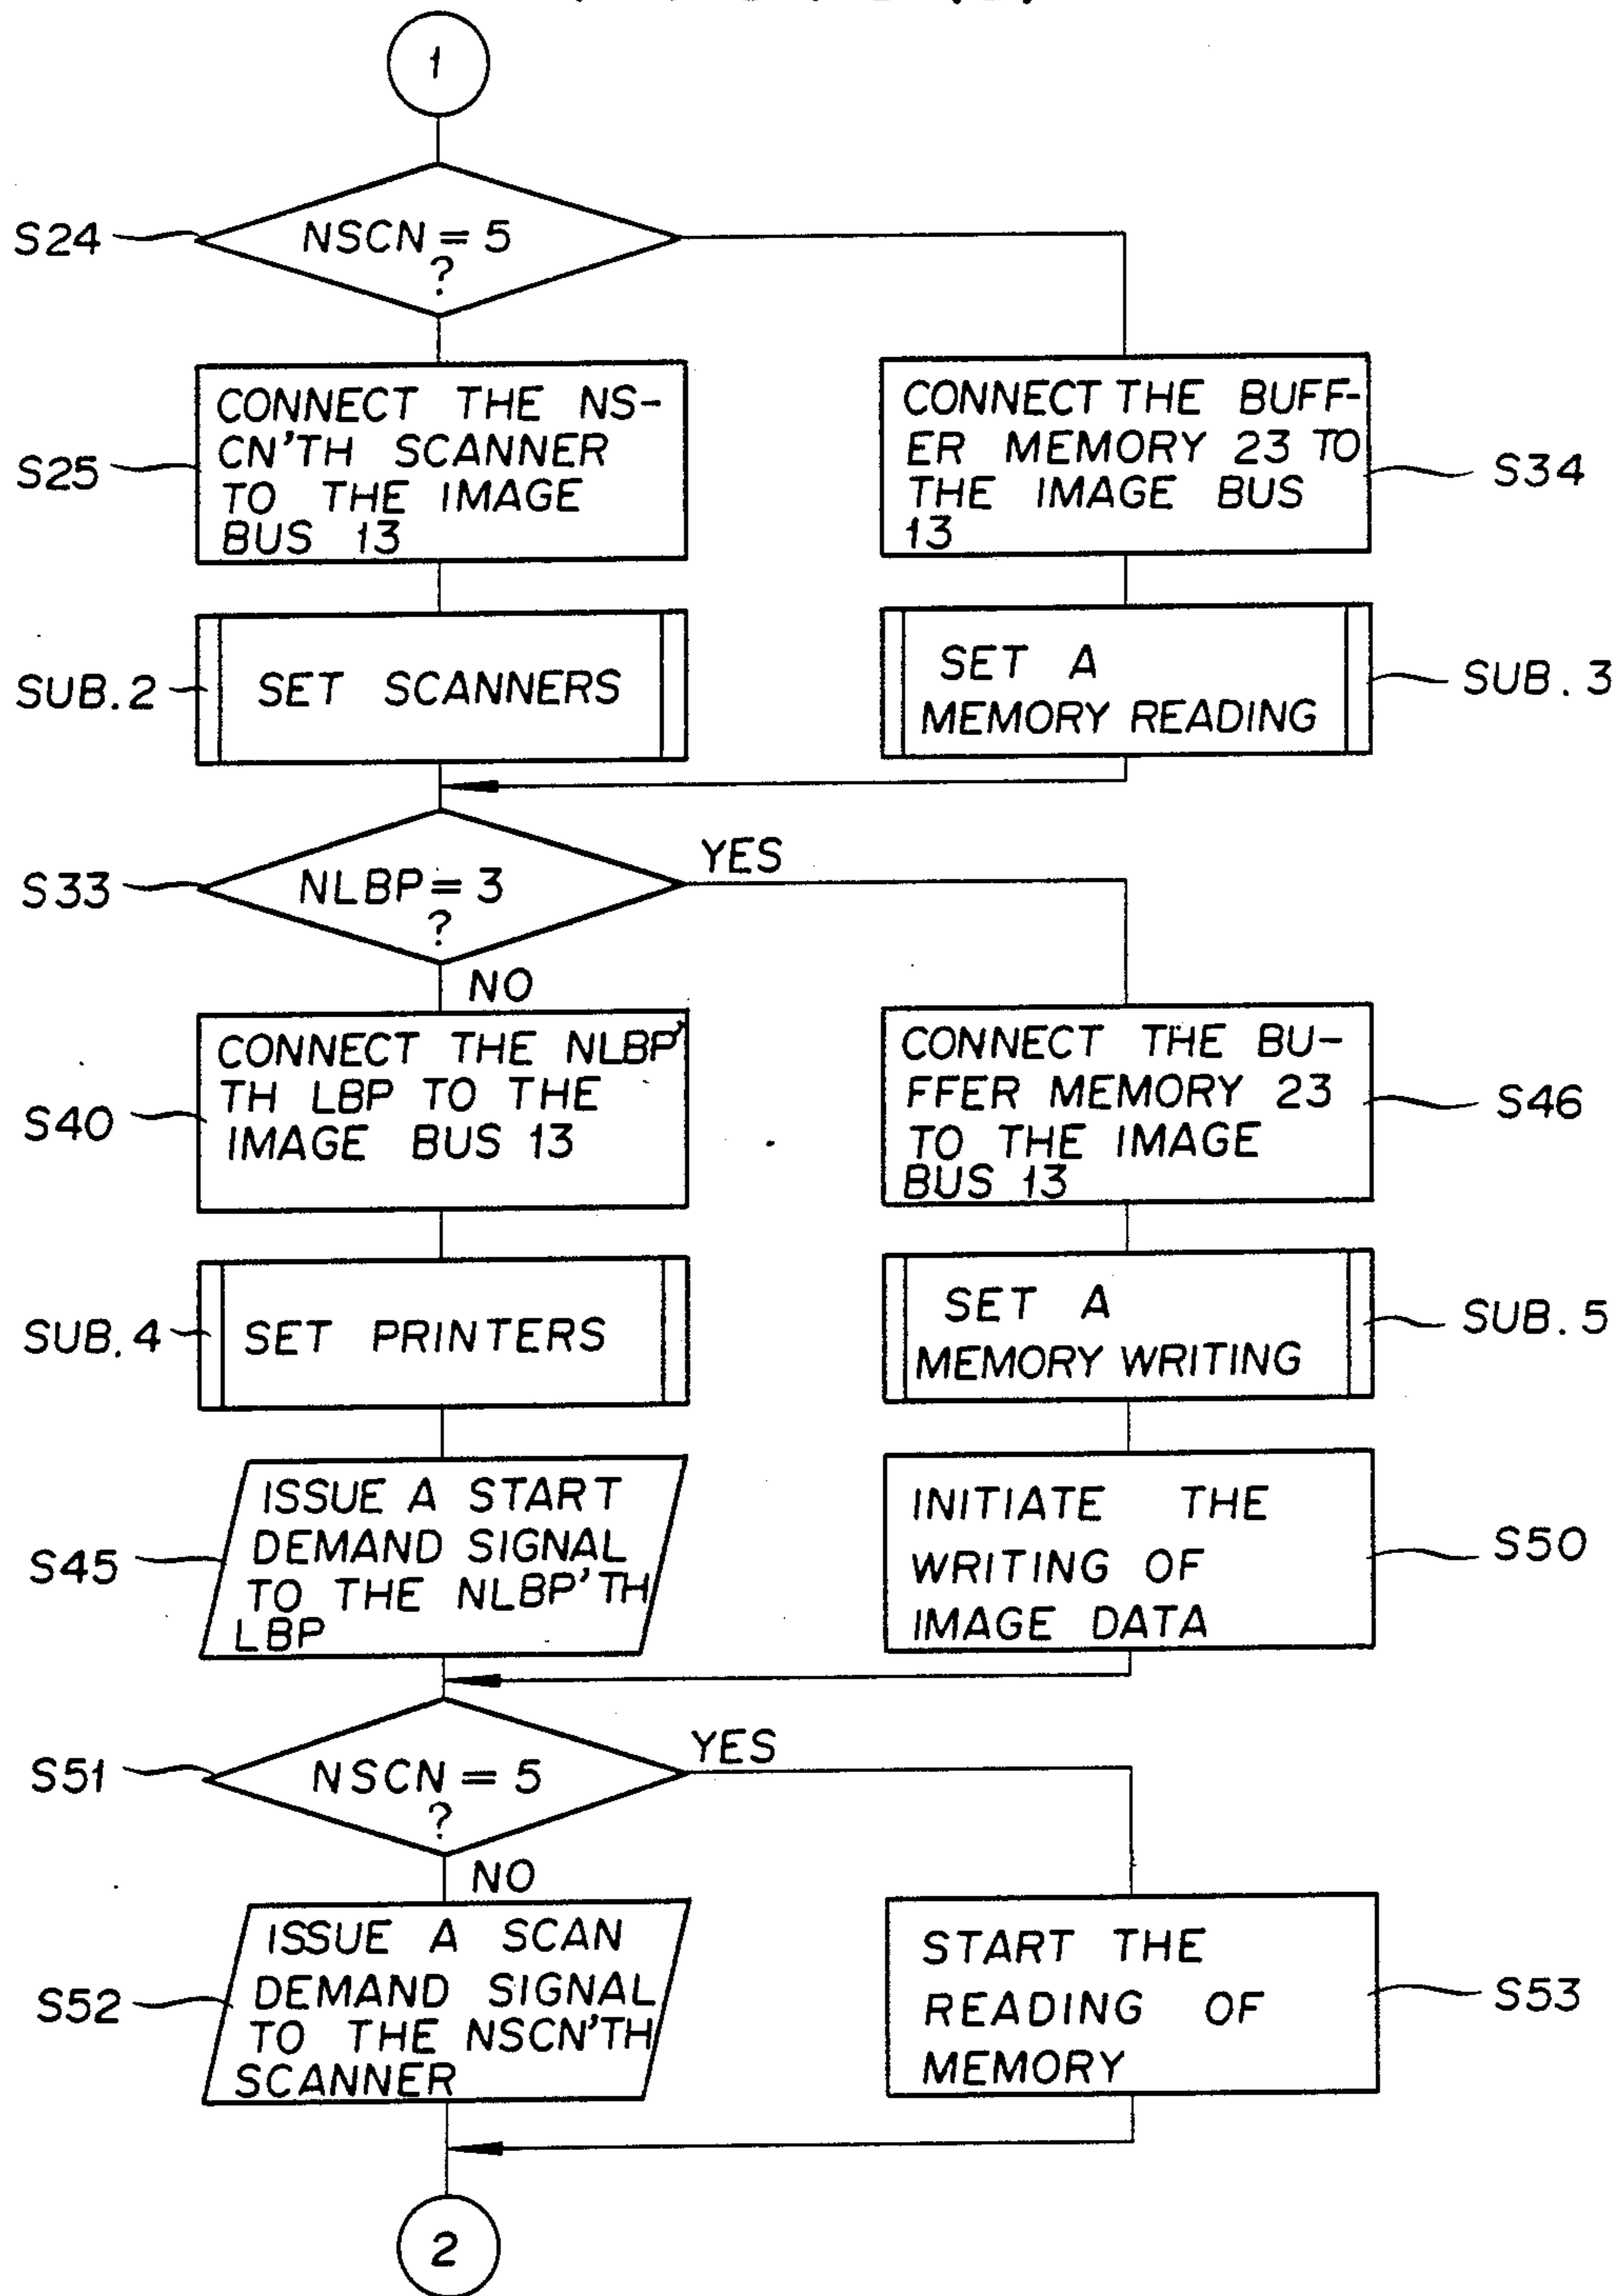 1
S24
NSCN = 5
?
S25
CONNECT THE NS-
CN'TH SCANNER
TO THE IMAGE
BUS 13
CONNECT THE BUFF-
ER MEMORY 23 TO
THE IMAGE BUS
13
S34
SUB.2
SET SCANNERS
SET A
MEMORY READING
SUB.3
S33
NLBP = 3
?
YES
NO
S40
CONNECT THE NLBP'
TH LBP TO THE
IMAGE BUS 13
CONNECT THE BU-
FFER MEMORY 23
TO THE IMAGE
BUS 13
S46
SUB.4
SET PRINTERS
SET A
MEMORY WRITING
SUB.5
S45
ISSUE A START
DEMAND SIGNAL
TO THE NLBP'TH
LBP
INITIATE THE
WRITING OF
IMAGE DATA
S50
S51
NSCN = 5
?
YES
NO
S52
ISSUE A SCAN
DEMAND SIGNAL
TO THE NSCN'TH
SCANNER
START THE
READING OF
MEMORY
S53
2